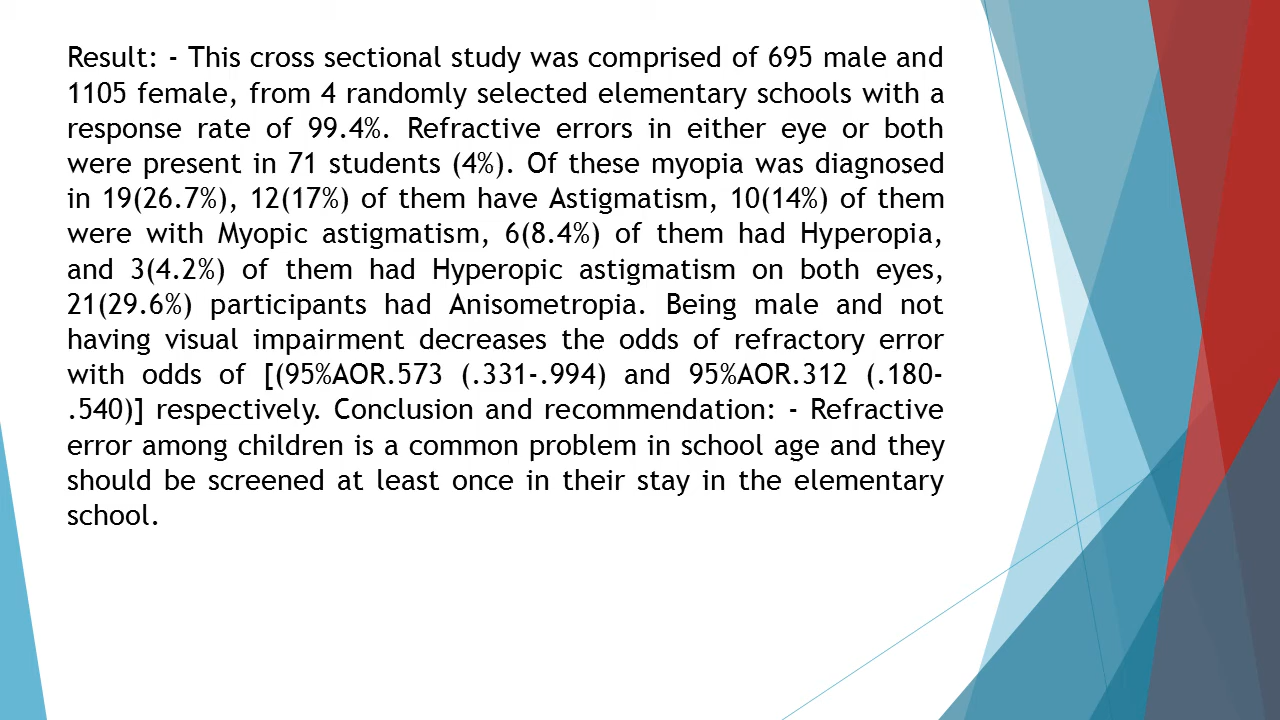 Result: - This cross sectional study was comprised of 695 male and
1105 female, from 4 randomly selected elementary schools with a
response rate of 99.4%. Refractive errors in either eye or both
were present in 71 students (4%). Of these myopia was diagnosed
in 19(26.7%), 12(17%) of them have Astigmatism, 10(14%) of them
were with Myopic astigmatism, 6(8.4%) of them had Hyperopia,
and 3(4.2%) of them had Hyperopic astigmatism on both eyes,
21(29.6%) participants had Anisometropia. Being male and not
having visual impairment decreases the odds of refractory error
with odds of [(95%AOR.573 (.331-.994) and 95%AOR.312 (.180-
.540)] respectively. Conclusion and recommendation: - Refractive
error among children is a common problem in school age and they
should be screened at least once in their stay in the elementary
school.